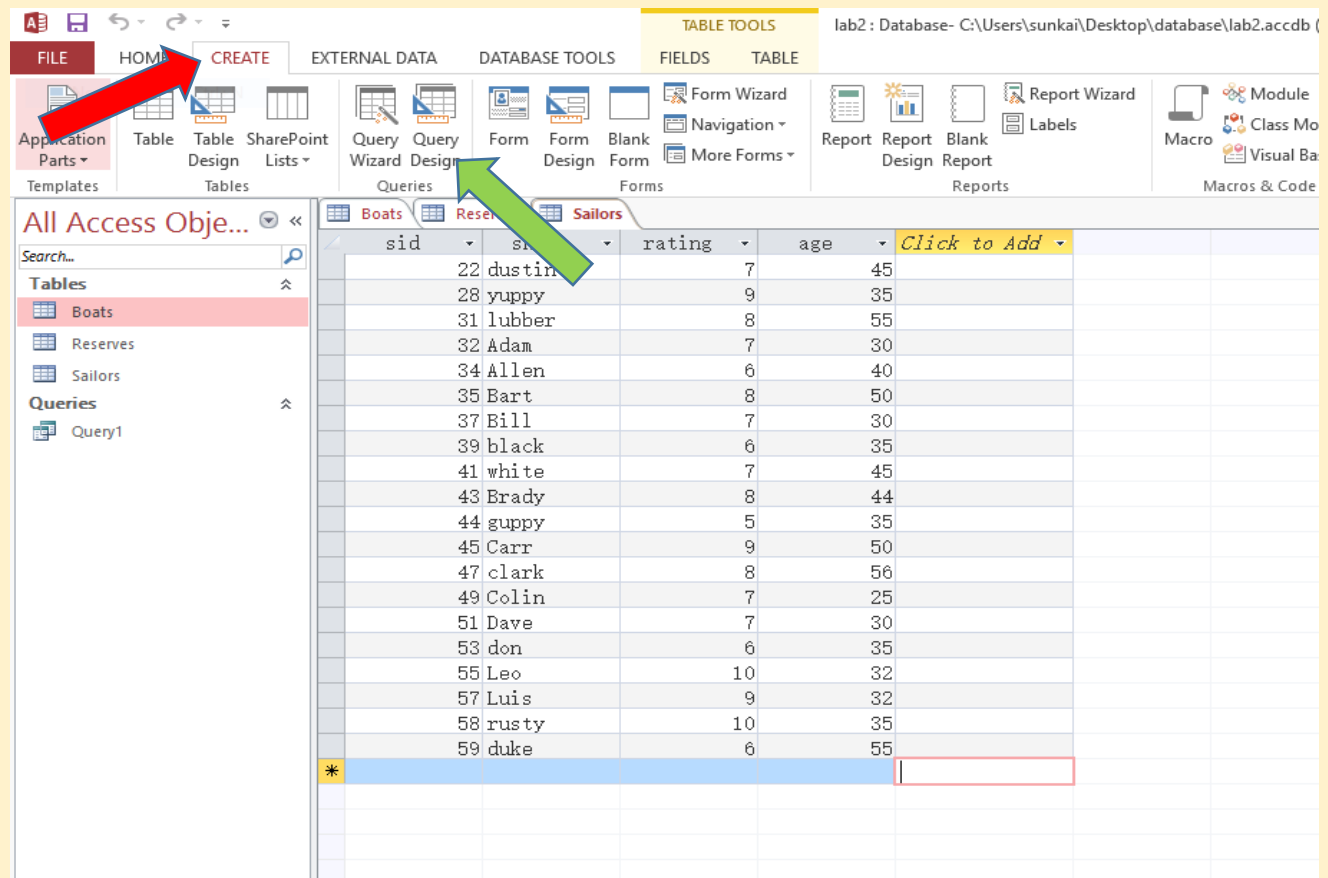 TABLE TOOLS lab2 : Database- C:\Users\sunkai\Desktop\database\lab2.accdb (
FILE HOME CREATE EXTERNAL DATA DATABASE TOOLS FIELDS TABLE
Application Parts
Table
Table Design
SharePoint Lists
Query Wizard
Query Design
Form
Form Design
Blank Form
Form Wizard
Navigation
More Forms
Report
Report Design
Blank Report
Report Wizard
Labels
Macro
Module
Class Mo
Visual Ba
Templates Tables Queries Forms Reports Macros & Code
All Access Obje...
Search...
Tables
Boats
Reserves
Sailors
Queries
Query1
Boats Sailors
sid rating age Click to Add
22 dustin 7 45
28 yuppy 9 35
31 lubber 8 55
32 Adam 7 30
34 Allen 6 40
35 Bart 8 50
37 Bill 7 30
39 black 6 35
41 white 7 45
43 Brady 8 44
44 guppy 5 35
45 Carr 9 50
47 clark 8 56
49 Colin 7 25
51 Dave 7 30
53 don 6 35
55 Leo 10 32
57 Luis 9 32
58 rusty 10 35
59 duke 6 55